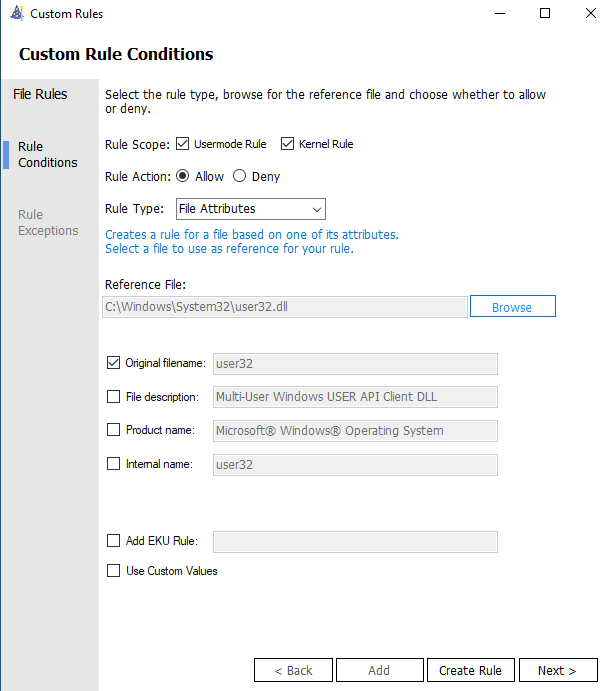 Custom Rules
Custom Rule Conditions
File Rules
Rule
Conditions
Rule
Exceptions
Select the rule type, browse for the reference file and choose whether to allow
or deny.
Rule Scope: Usermode Rule Kernel Rule
Rule Action: Allow Deny
Rule Type: File Attributes
Creates a rule for a file based on one of its attributes.
Select a file to use as reference for your rule.
Reference File:
C:\Windows\System32\user32.dll Browse
Original filename: user32
File description: Multi-User Windows USER API Client DLL
Product name: Microsoft® Windows® Operating System
Internal name: user32
Add EKU Rule:
Use Custom Values
< Back Add Create Rule Next >